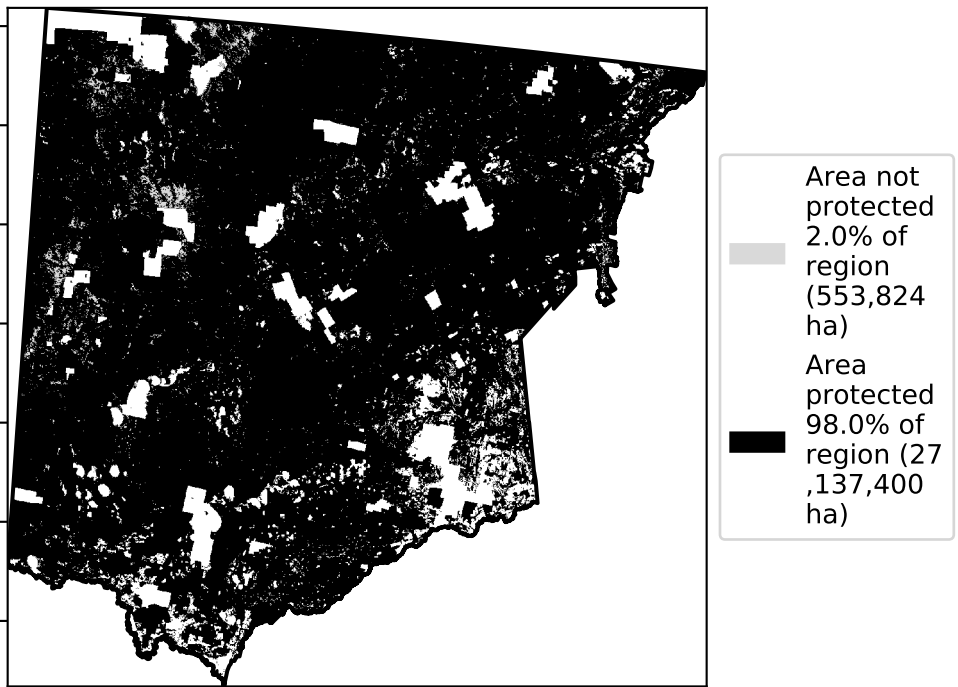 Area not
protected
2.0% of
region
(553,824
ha)
Area
protected
98.0% of
region (27
,137,400
ha)